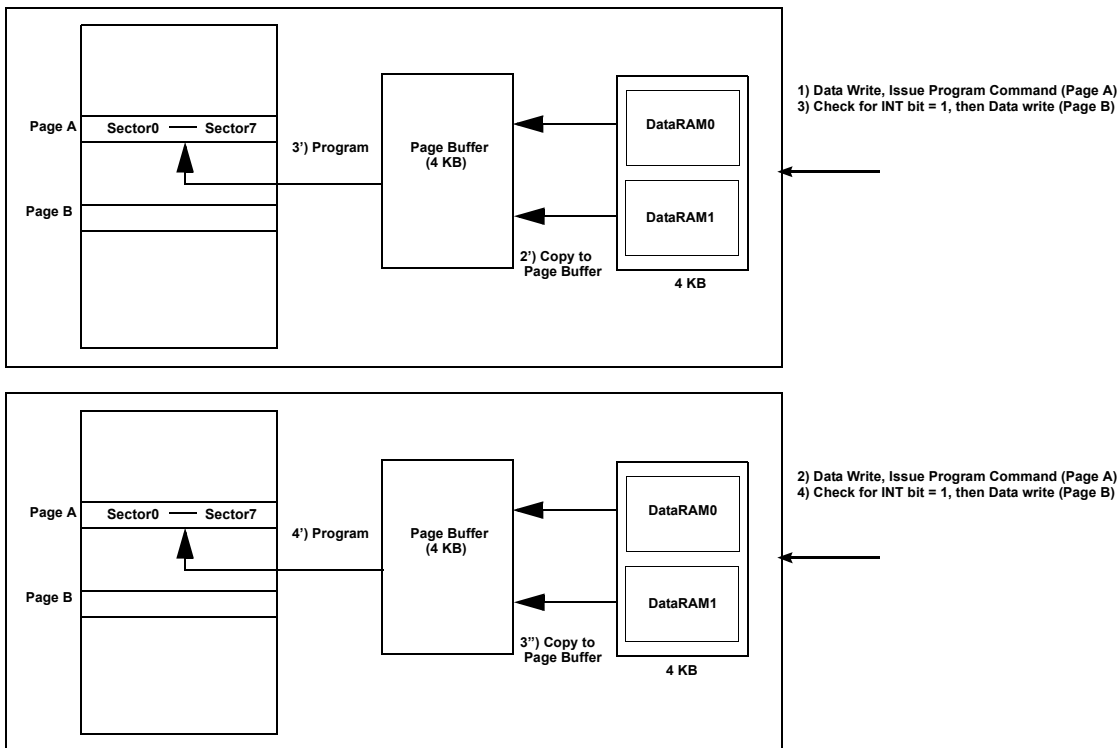 1) Data Write, Issue Program Command (Page A)
3) Check for INT bit = 1, then Data write (Page B)
Page A
Sector0
Sector7
3') Program
Page Buffer
(4 KB)
DataRAM0
Page B
DataRAM1
2') Copy to
Page Buffer
4 KB
2) Data Write, Issue Program Command (Page A)
4) Check for INT bit = 1, then Data write (Page B)
Page A
Sector0
Sector7
4') Program
Page Buffer
(4 KB)
DataRAM0
Page B
DataRAM1
3'') Copy to
Page Buffer
4 KB